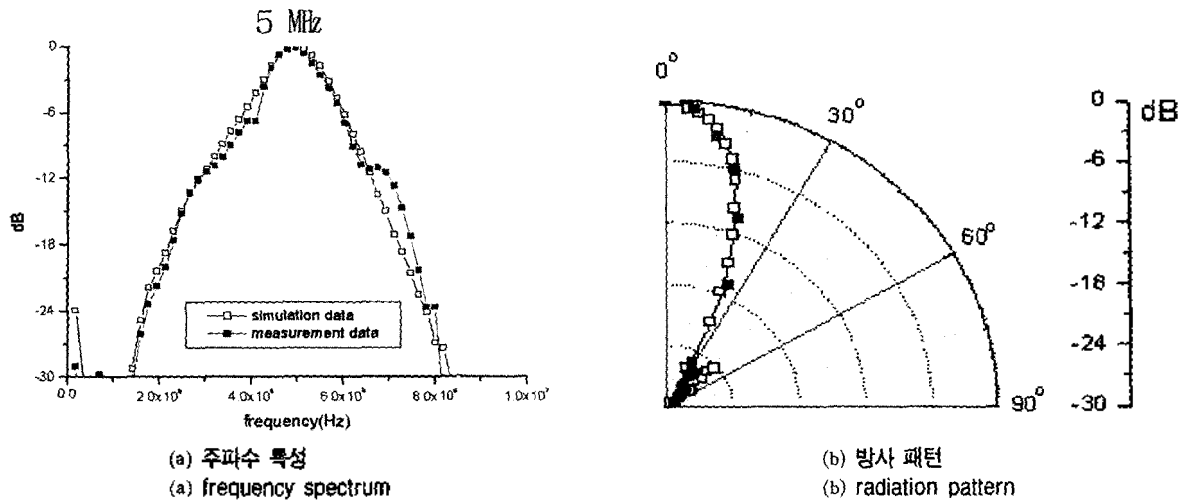 5 MHz
0
-6
-12
-18
-24
-30
dB
simulation data
measurement data
0.0
2.0x10⁶
4.0x10⁶
6.0x10⁶
8.0x10⁶
1.0x10⁷
frequency(Hz)
(a) 주파수 특성
(a) frequency spectrum
0°
30°
60°
90°
0
-6
-12
-18
-24
-30
dB
(b) 방사 패턴
(b) radiation pattern